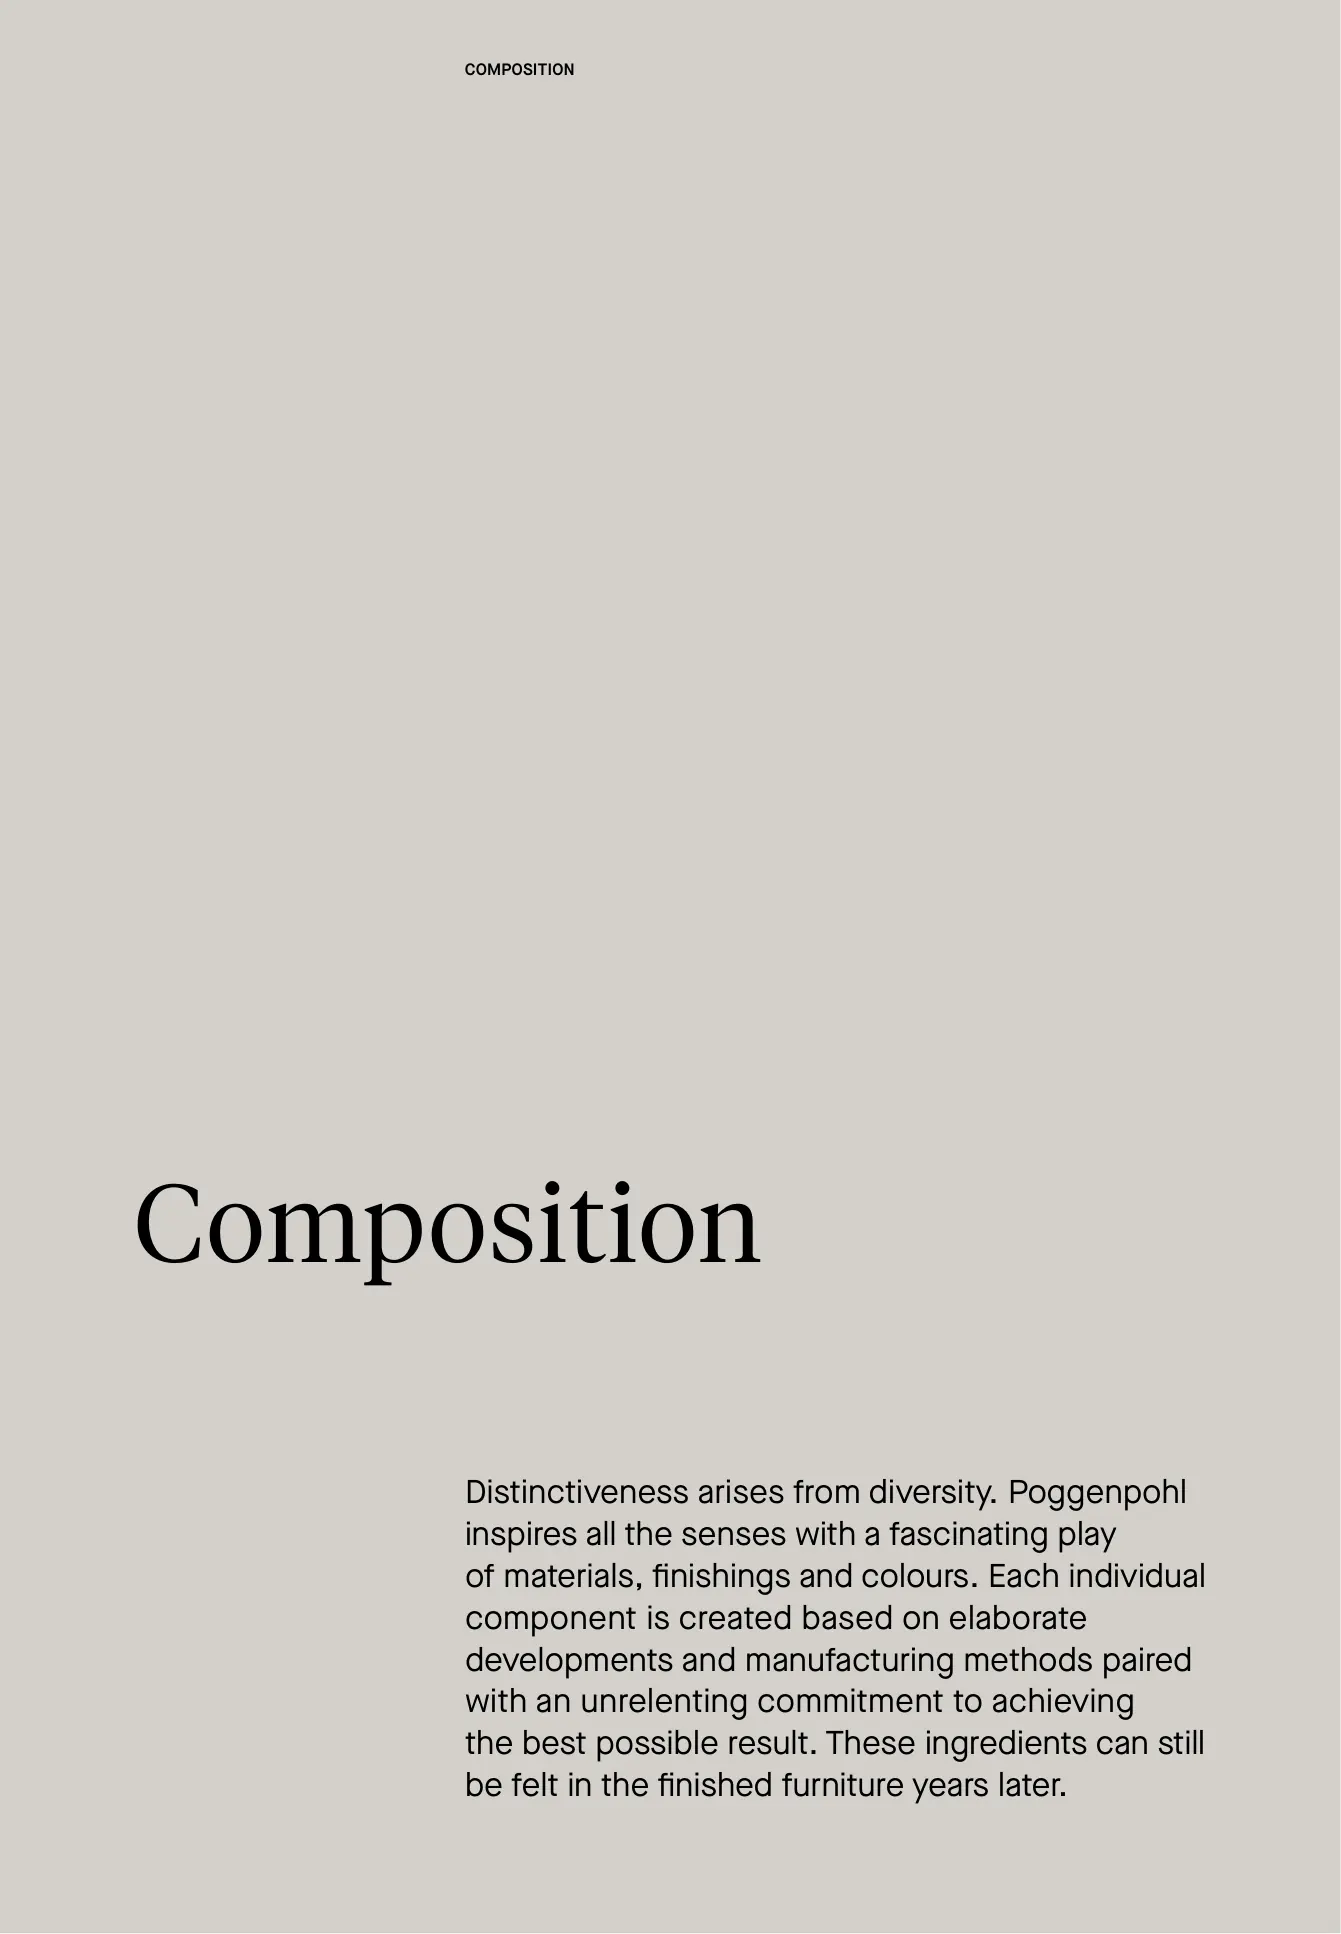 COMPOSITION
Composition
Distinctiveness arises from diversity. Poggenpohl
inspires all the senses with a fascinating play
of materials, finishings and colours. Each individual
component is created based on elaborate
developments and manufacturing methods paired
with an unrelenting commitment to achieving
the best possible result. These ingredients can still
be felt in the finished furniture years later.